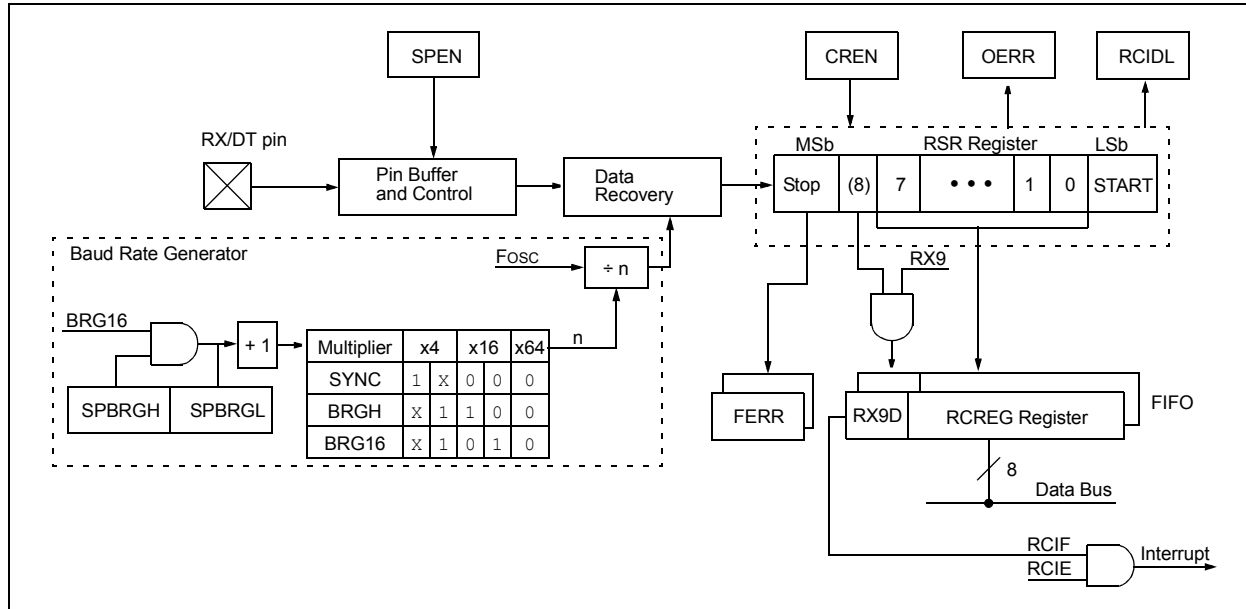 SPEN
CREN
OERR
RCIDL
RX/DT pin
Pin Buffer
and Control
Data
Recovery
MSb
RSR Register
LSb
Stop (8) 7 • • • 1 0 START
Baud Rate Generator
FOSC
÷ n
RX9
BRG16
+ 1
n
Multiplier x4 x16 x64
SYNC 1 X 0 0 0
BRGH X 1 1 0 0
BRG16 X 1 0 1 0
SPBRGH SPBRGL
FERR
RX9D RCREG Register
FIFO
8
Data Bus
RCIF
RCIE
Interrupt